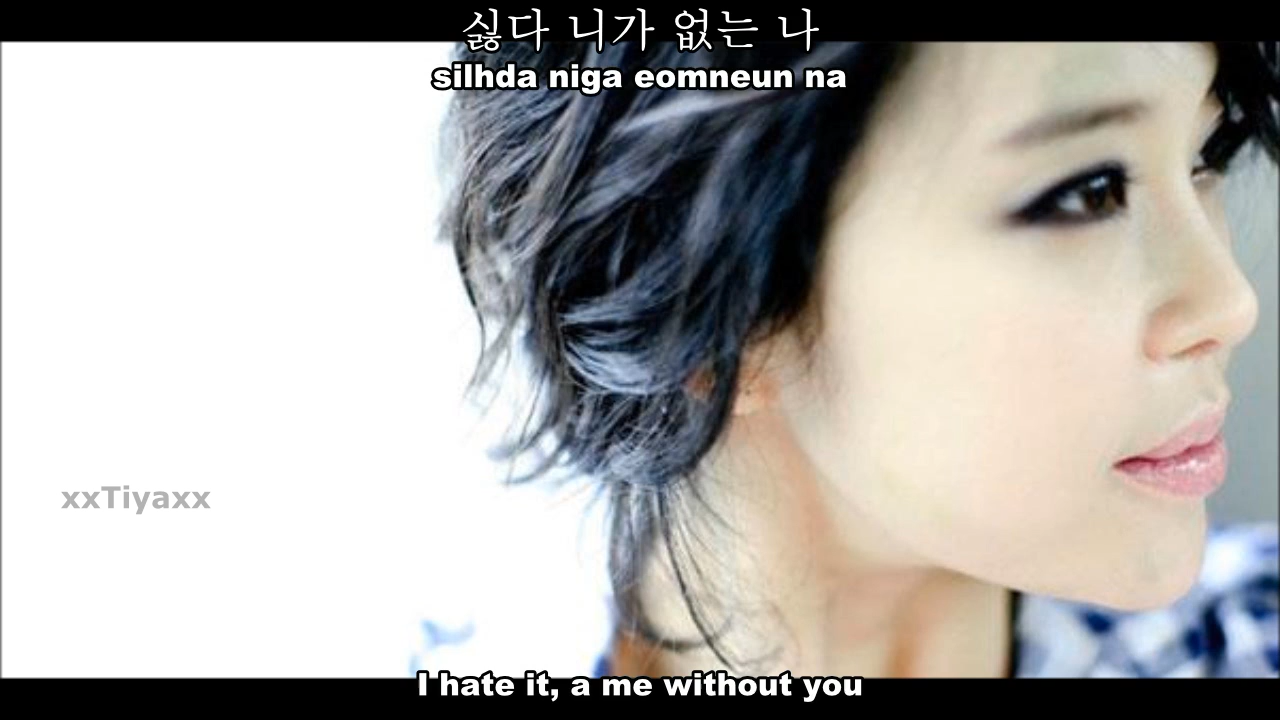 싫다 니가 없는 나
silhda niga eomneun na
xxTiyaxx
I hate it, a me without you